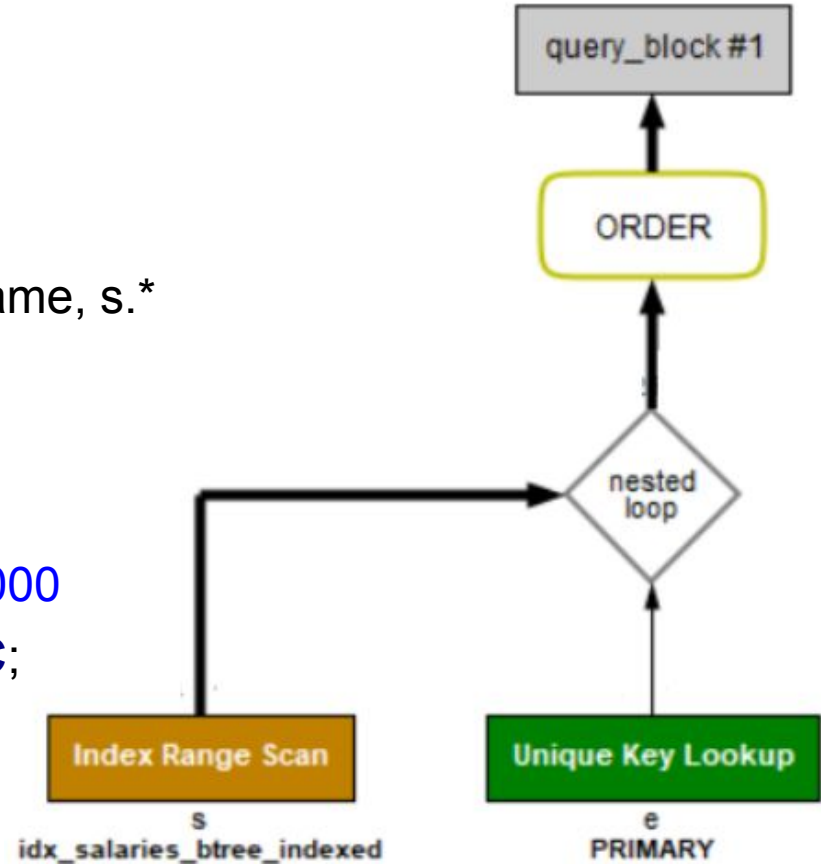 query_block #1
ORDER
ame, s.*
nested
loop
000
;
Index Range Scan
Unique Key Lookup
s
e
idx_salaries_btree_indexed
PRIMARY